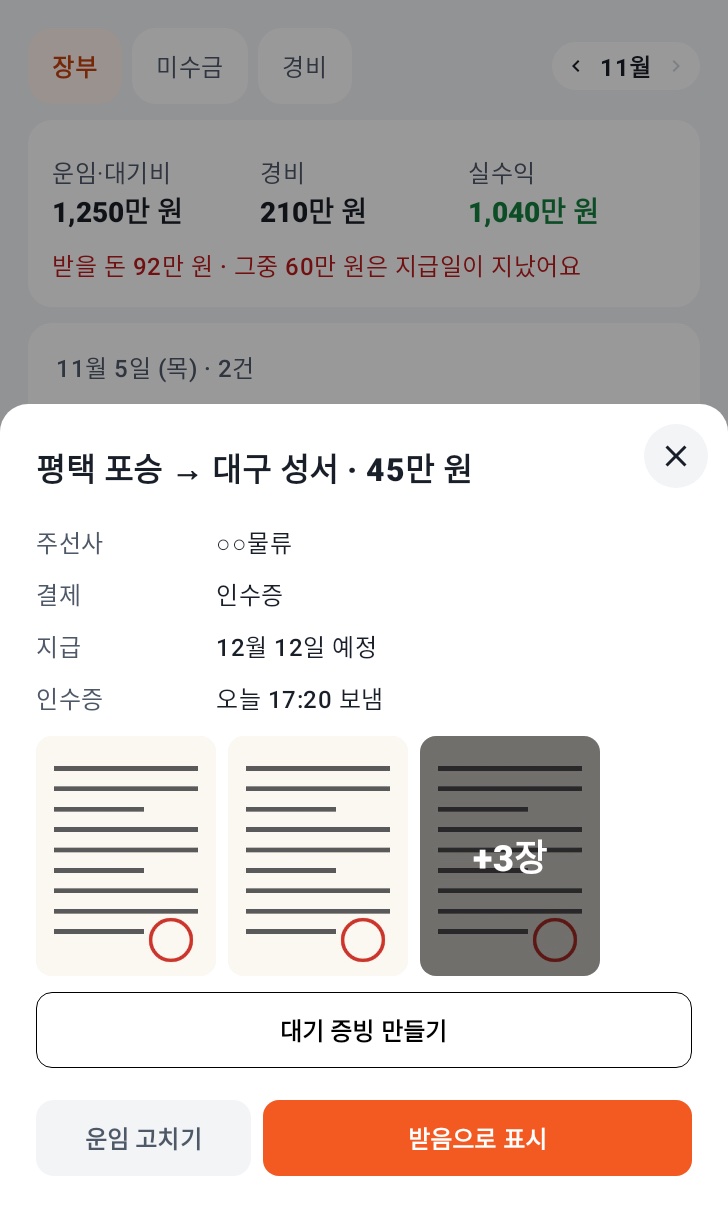 장부
미수금
경비
11월
운임·대기비
경비
실수익
1,250만 원
210만 원
1,040만 원
받을 돈 92만 원 · 그중 60만 원은 지급일이 지났어요
11월 5일 (목) · 2건
평택 포승 → 대구 성서 · 45만 원
주선사
○○물류
결제
인수증
지급
12월 12일 예정
인수증
오늘 17:20 보냄
+3장
대기 증빙 만들기
운임 고치기
받음으로 표시